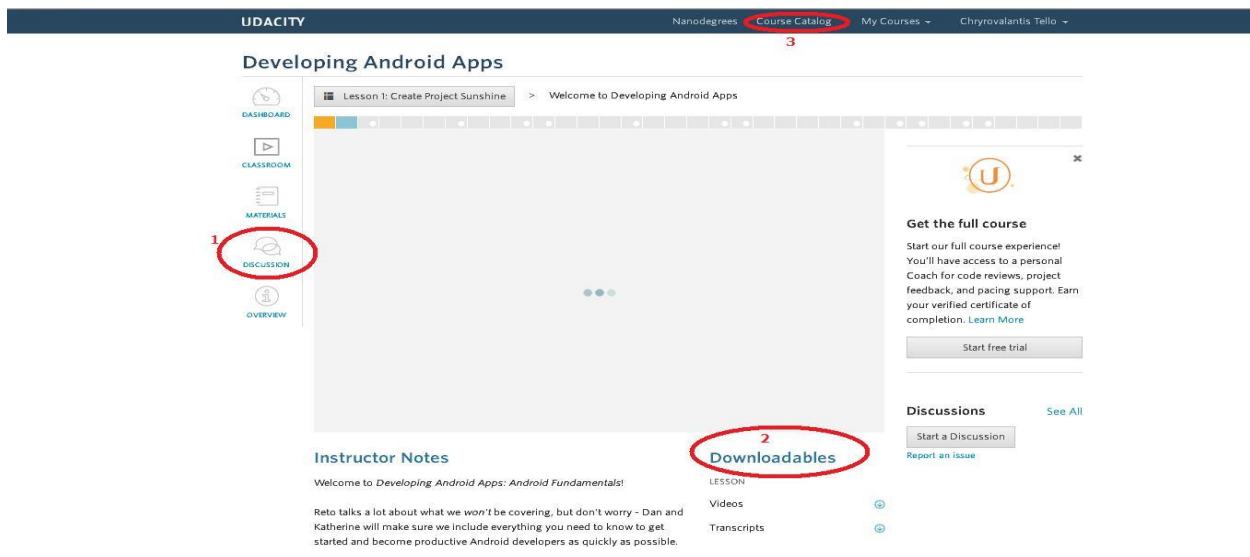 UDACITY
Nanodegrees Course Catalog My Courses Chryrovalantis Tello
3
Developing Android Apps
Lesson 1: Create Project Sunshine > Welcome to Developing Android Apps
DASHBOARD
CLASSROOM
MATERIALS
1
DISCUSSION
OVERVIEW
U
Get the full course
Start our full course experience!
You'll have access to a personal
Coach for code reviews, project
feedback, and pacing support. Earn
your verified certificate of
completion. Learn More
Start free trial
Discussions See All
Start a Discussion
Report an issue
Instructor Notes
Welcome to Developing Android Apps: Android Fundamentals!
Reto talks a lot about what we won't be covering, but don't worry - Dan and
Katherine will make sure we include everything you need to know to get
started and become productive Android developers as quickly as possible.
2
Downloadables
LESSON
Videos
Transcripts